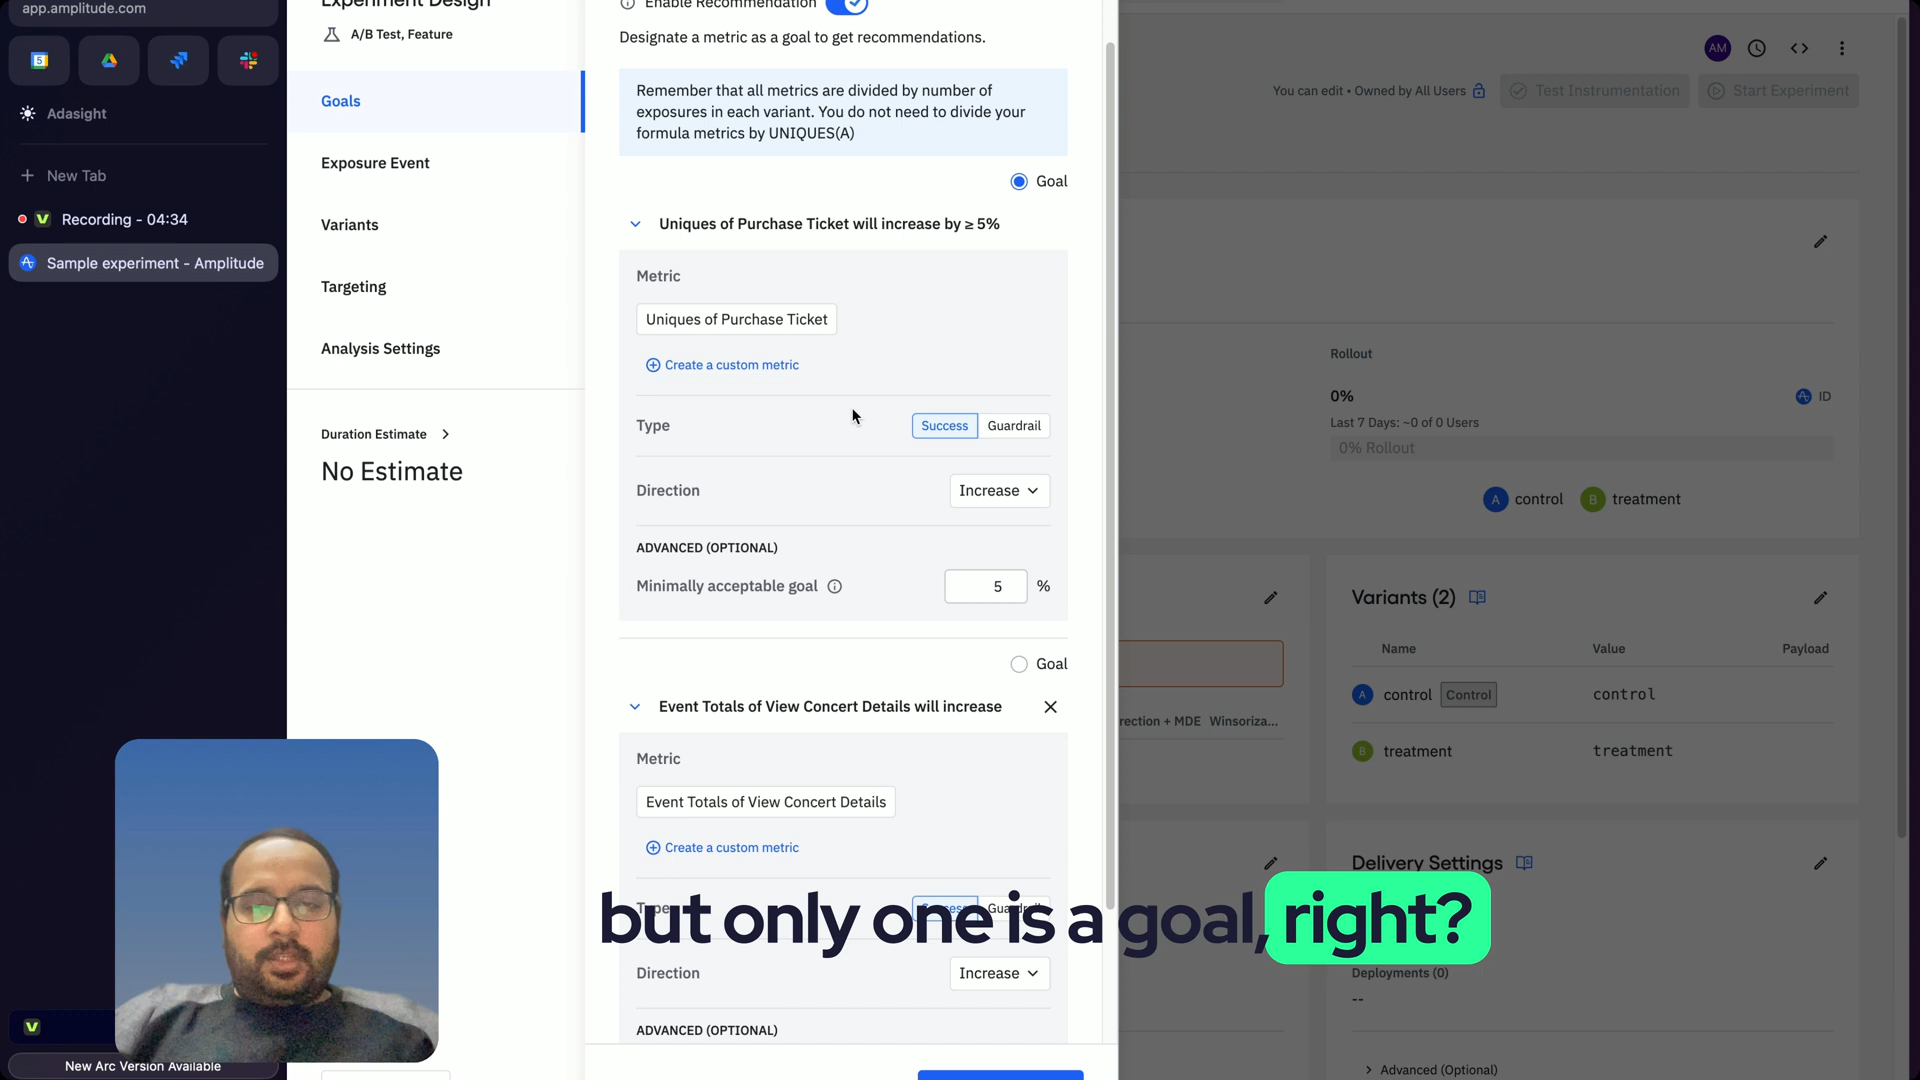 app.amplitude.com
5
Adasight
New Tab
Recording - 04:34
Sample experiment - Amplitude
New Arc Version Available
Experiment Design
A/B Test, Feature
Goals
Exposure Event
Variants
Targeting
Analysis Settings
Duration Estimate
No Estimate
Enable Recommendation
Designate a metric as a goal to get recommendations.
Remember that all metrics are divided by number of
exposures in each variant. You do not need to divide your
formula metrics by UNIQUES(A)
Goal
Uniques of Purchase Ticket will increase by ≥ 5%
Metric
Uniques of Purchase Ticket
Create a custom metric
Type
Success Guardrail
Direction
Increase
ADVANCED (OPTIONAL)
Minimally acceptable goal
5 %
Goal
Event Totals of View Concert Details will increase
Metric
Event Totals of View Concert Details
Create a custom metric
Type Success Guardrail
but only one is a goal, right?
Direction
Increase
ADVANCED (OPTIONAL)
AM
You can edit • Owned by All Users
Test Instrumentation
Start Experiment
Rollout
0%
ID
Last 7 Days: ~0 of 0 Users
0% Rollout
A control B treatment
Variants (2)
Name Value Payload
A control Control control
B treatment treatment
rection + MDE Winsoriza...
Delivery Settings
Deployments (0)
--
Advanced (Optional)